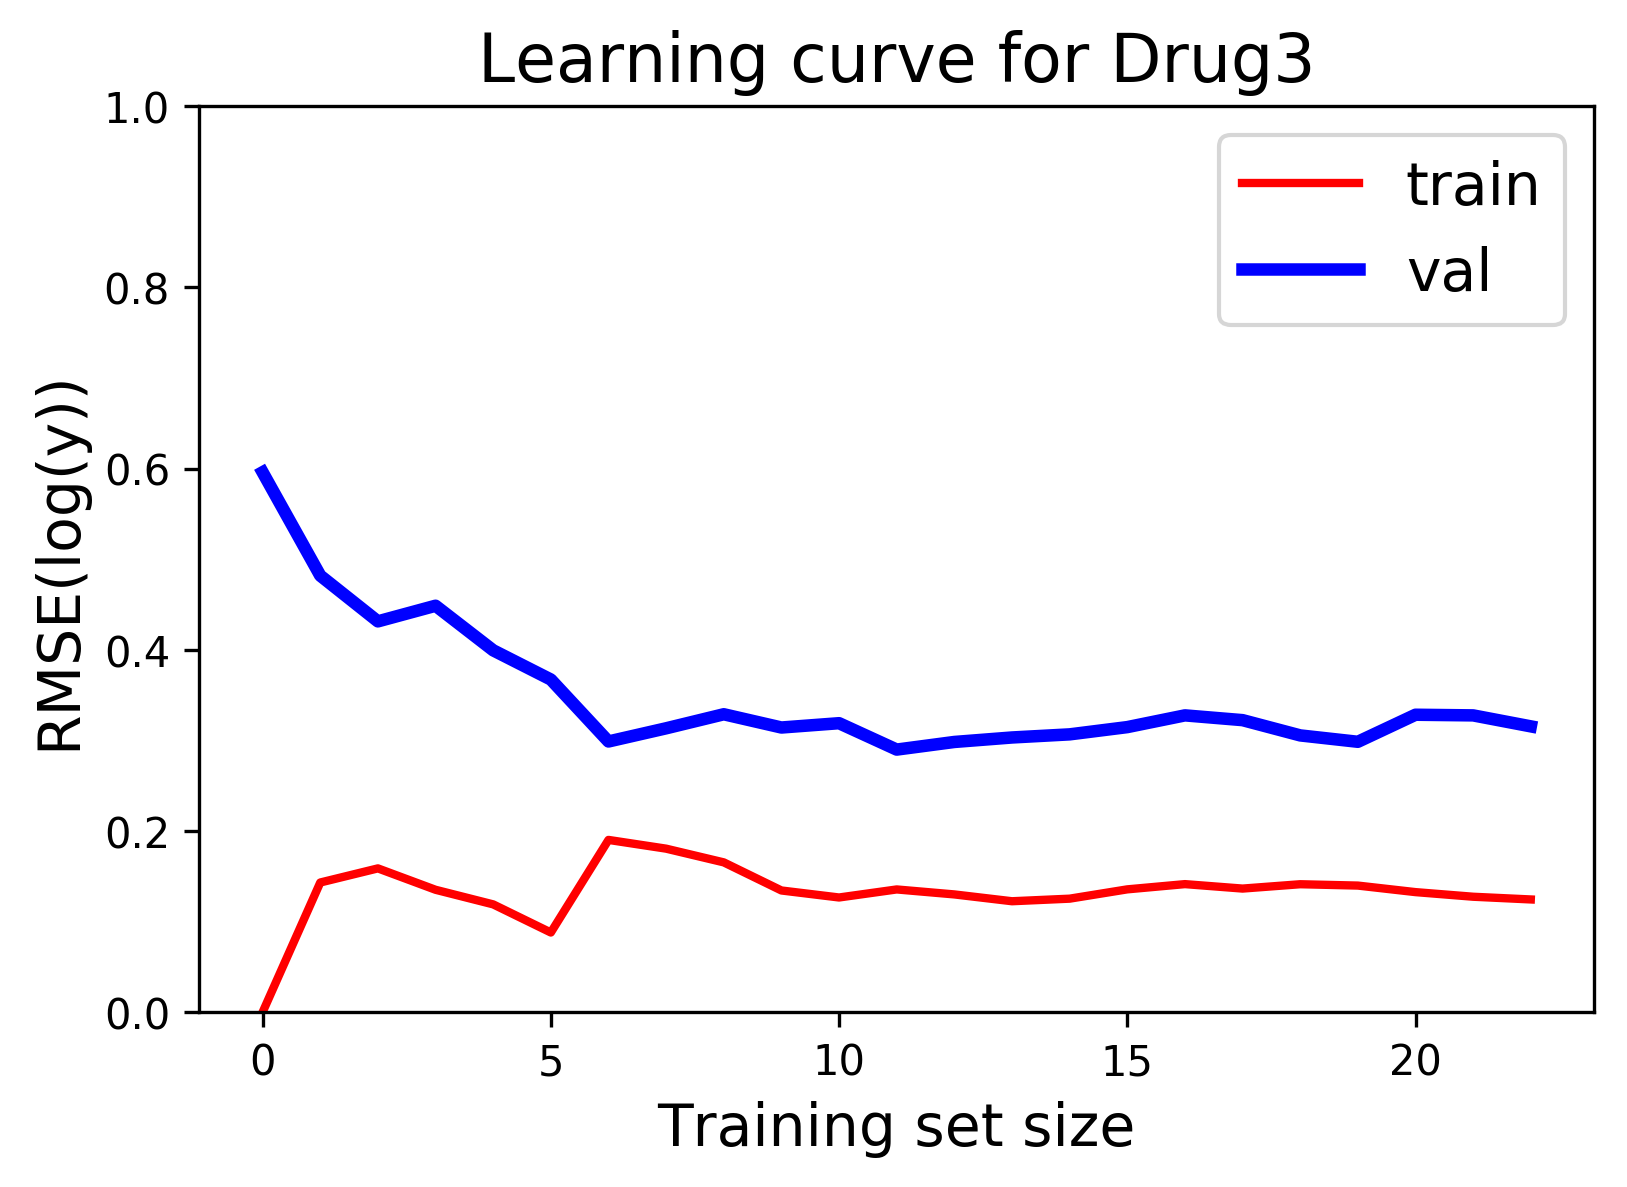 Learning curve for Drug3
1.0
0.8
0.6
0.4
0.2
0.0
RMSE(log(y))
train
val
0 5 10 15 20
Training set size